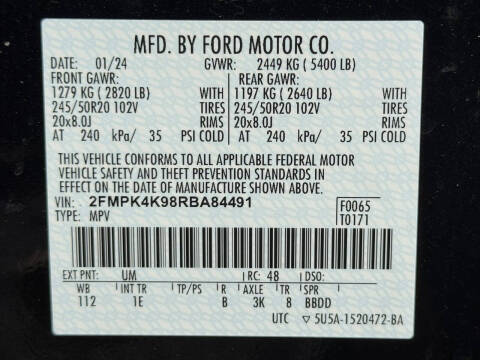 MFD. BY FORD MOTOR CO.
DATE: 01/24 GVWR: 2449 KG ( 5400 LB)
FRONT GAWR: REAR GAWR:
1279 KG ( 2820 LB) 1197 KG ( 2640 LB)
245/50R20 102V TIRES 245/50R20 102V TIRES
20x8.0J RIMS 20x8.0J RIMS
AT 240 kPa/ 35 PSI COLD AT 240 kPa/ 35 PSI COLD
THIS VEHICLE CONFORMS TO ALL APPLICABLE FEDERAL MOTOR
VEHICLE SAFETY AND THEFT PREVENTION STANDARDS IN
EFFECT ON THE DATE OF MANUFACTURE SHOWN ABOVE.
VIN: 2FMPK4K98RBA84491 F0065
TYPE: MPV T0171
EXT PNT: UM RC: 48 DSO:
WB INT TR TP/PS R AXLE TR SPR
112 1E B 3K 8 BBDD
UTC ▽ 5U5A-1520472-BA